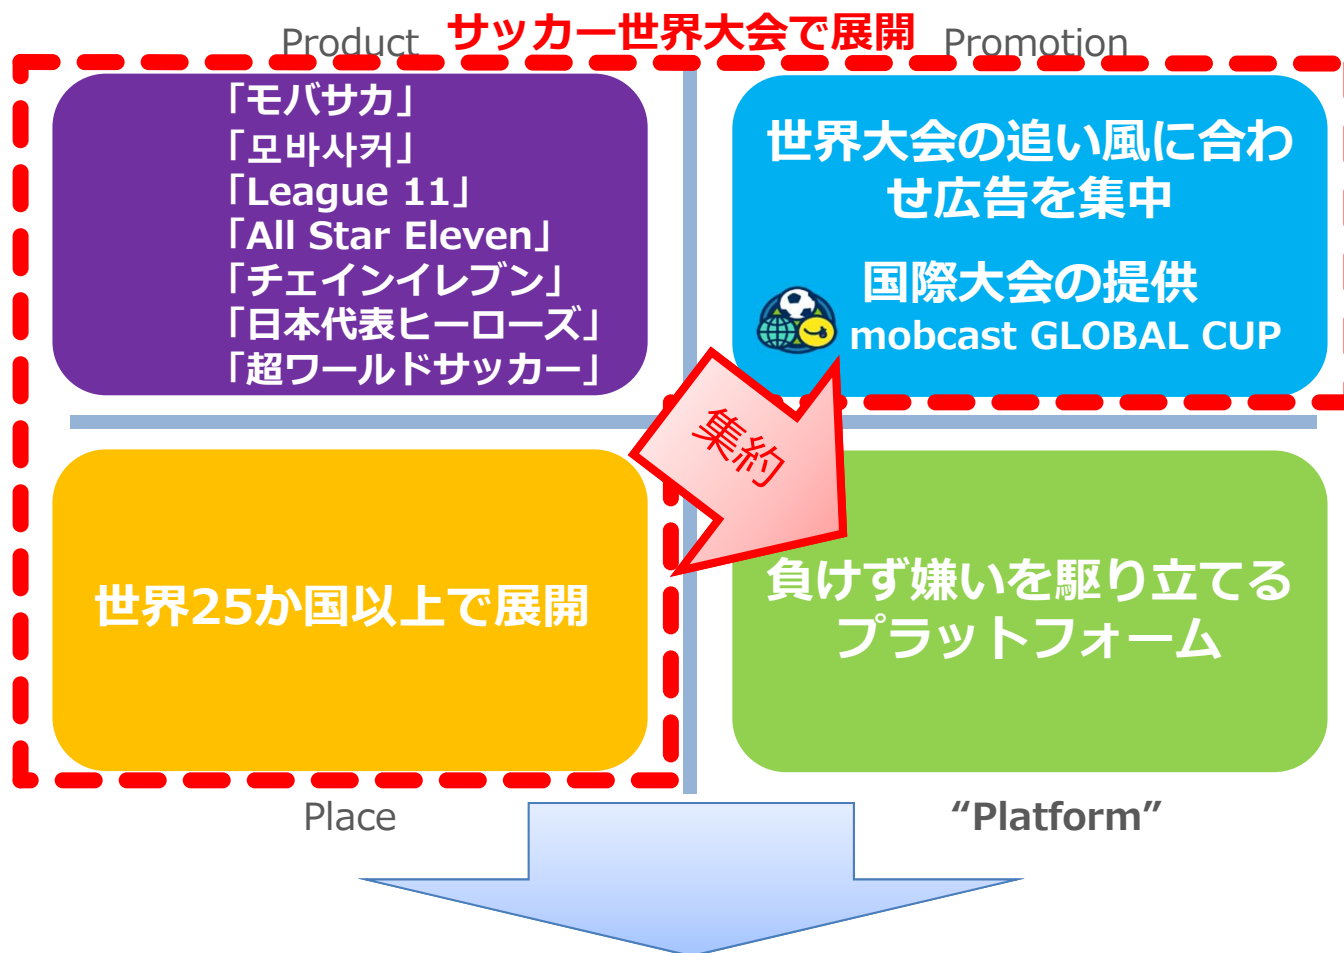 サッカー世界大会で展開
Product
Promotion
「モバサカ」
「모바사커」
「League 11」
「All Star Eleven」
「チェインイレブン」
「日本代表ヒーローズ」
「超ワールドサッカー」
世界大会の追い風に合わ
せ広告を集中
国際大会の提供
mobcast GLOBAL CUP
集約
世界25か国以上で展開
負けず嫌いを駆り立てる
プラットフォーム
Place
“Platform”